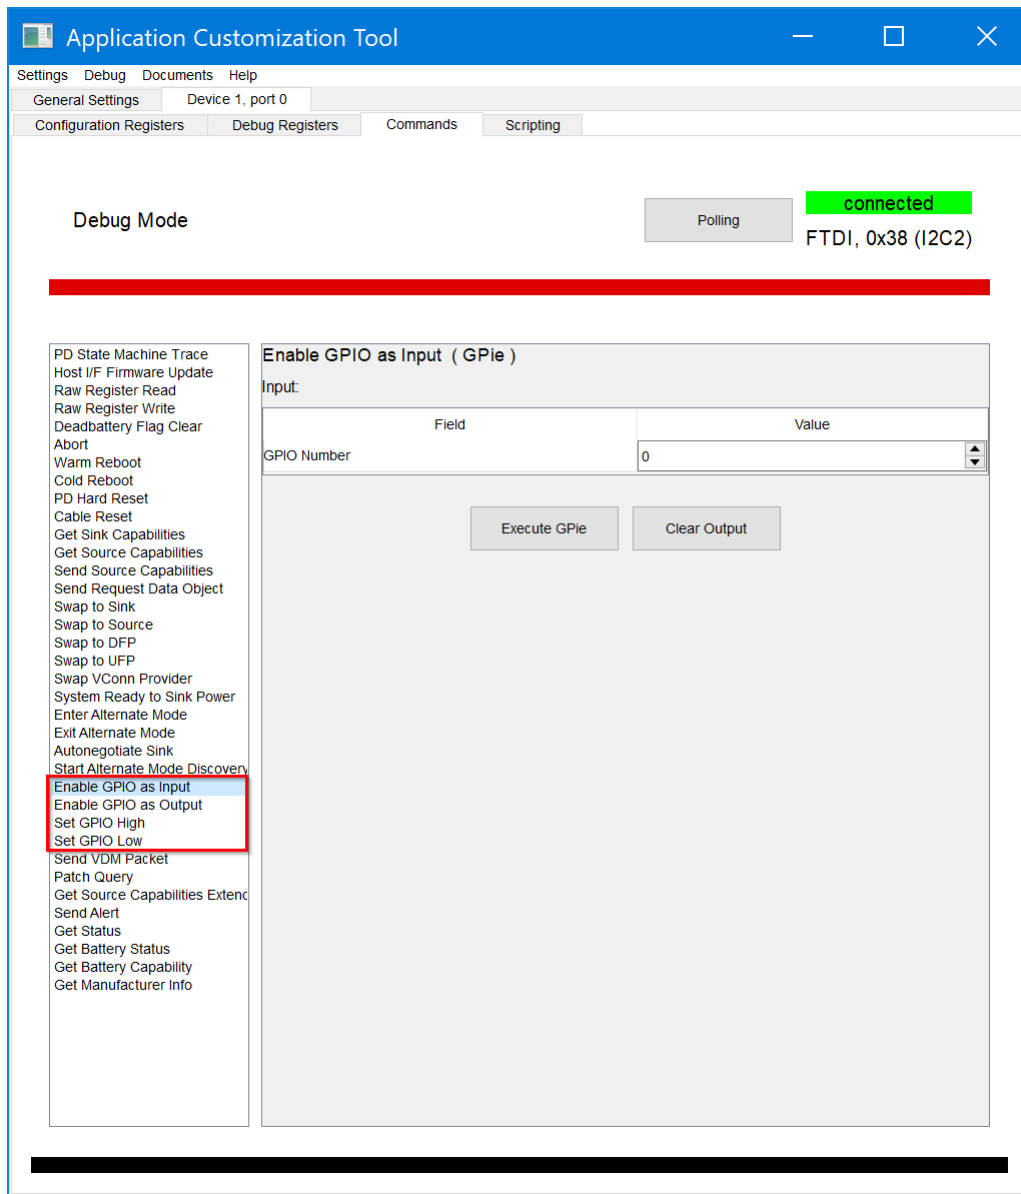 Application Customization Tool
Settings Debug Documents Help
General Settings Device 1, port 0
Configuration Registers Debug Registers Commands Scripting
Debug Mode
Polling
connected
FTDI, 0x38 (I2C2)
PD State Machine Trace
Host I/F Firmware Update
Raw Register Read
Raw Register Write
Deadbattery Flag Clear
Abort
Warm Reboot
Cold Reboot
PD Hard Reset
Cable Reset
Get Sink Capabilities
Get Source Capabilities
Send Source Capabilities
Send Request Data Object
Swap to Sink
Swap to Source
Swap to DFP
Swap to UFP
Swap VConn Provider
System Ready to Sink Power
Enter Alternate Mode
Exit Alternate Mode
Autonegotiate Sink
Start Alternate Mode Discovery
Enable GPIO as Input
Enable GPIO as Output
Set GPIO High
Set GPIO Low
Send VDM Packet
Patch Query
Get Source Capabilities Extenc
Send Alert
Get Status
Get Battery Status
Get Battery Capability
Get Manufacturer Info
Enable GPIO as Input ( GPie )
Input:
Field Value
GPIO Number 0
Execute GPie Clear Output